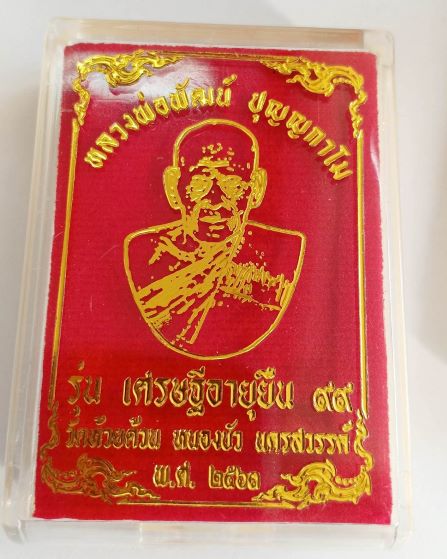 หลวงพ่อพัฒน์ ปุญญกาโม
รุ่น เศรษฐีอายุยืน ๙๙
วัดห้วยด้วน หนองบัว นครสวรรค์
พ.ศ. ๒๕๖๓